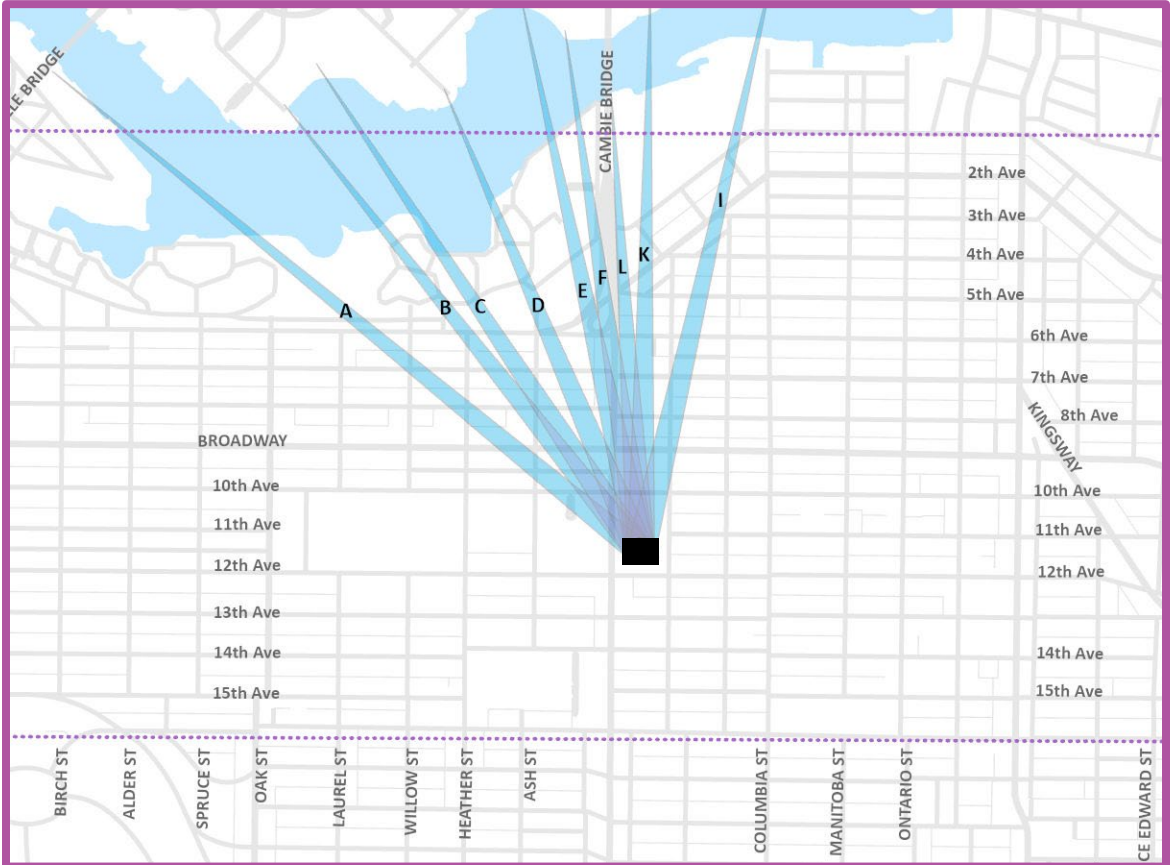 LE BRIDGE
CAMBIE BRIDGE
2th Ave
3th Ave
4th Ave
5th Ave
6th Ave
7th Ave
8th Ave
KINGSWAY
I
K
L
F
E
D
C
B
A
BROADWAY
10th Ave
10th Ave
11th Ave
11th Ave
12th Ave
12th Ave
13th Ave
14th Ave
14th Ave
15th Ave
15th Ave
BIRCH ST
ALDER ST
SPRUCE ST
OAK ST
LAUREL ST
WILLOW ST
HEATHER ST
ASH ST
COLUMBIA ST
MANITOBA ST
ONTARIO ST
CE EDWARD ST